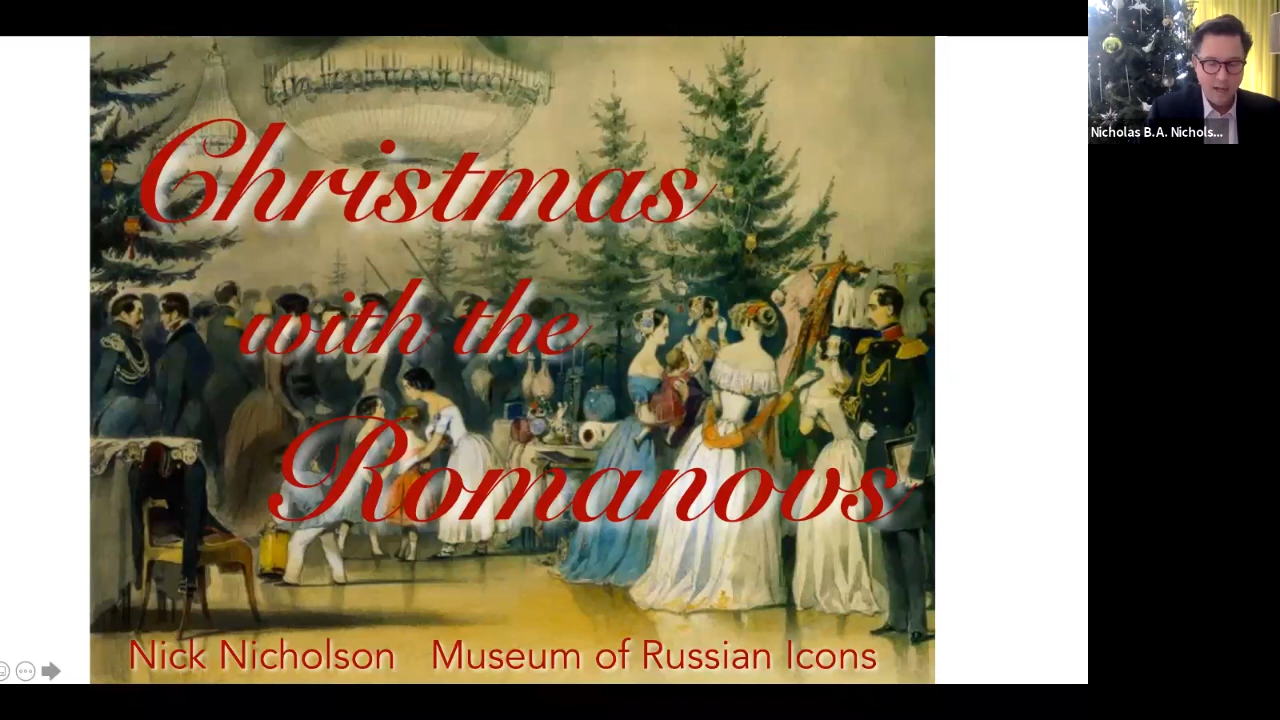 Christmas
with the
Romanovs
Nick Nicholson Museum of Russian Icons
Nicholas B.A. Nichols...